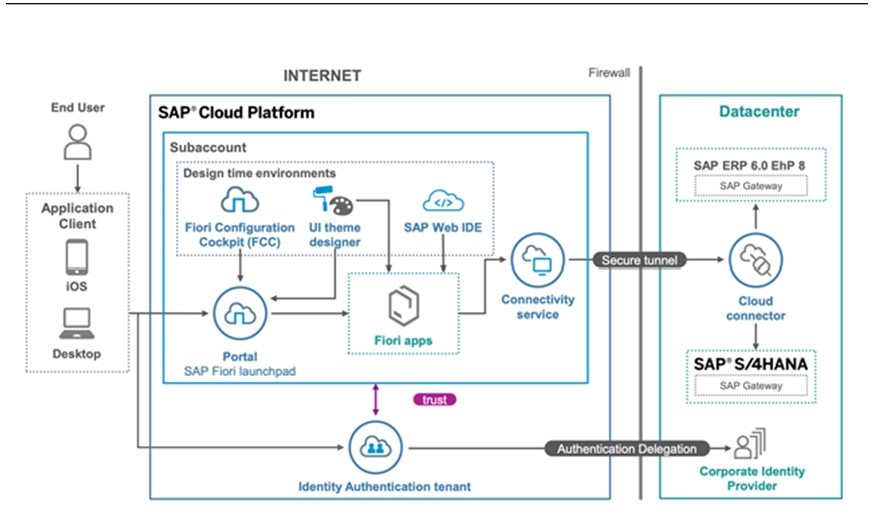 INTERNET
Firewall
End User
SAP® Cloud Platform
Datacenter
Subaccount
Design time environments
SAP ERP 6.0 EhP 8
SAP Gateway
Application
Client
Fiori Configuration
Cockpit (FCC)
UI theme
designer
SAP Web IDE
iOS
Secure tunnel
Connectivity
service
Cloud
connector
Fiori apps
Desktop
Portal
SAP Fiori launchpad
SAP® S/4HANA
SAP Gateway
trust
Authentication Delegation
Identity Authentication tenant
Corporate Identity
Provider